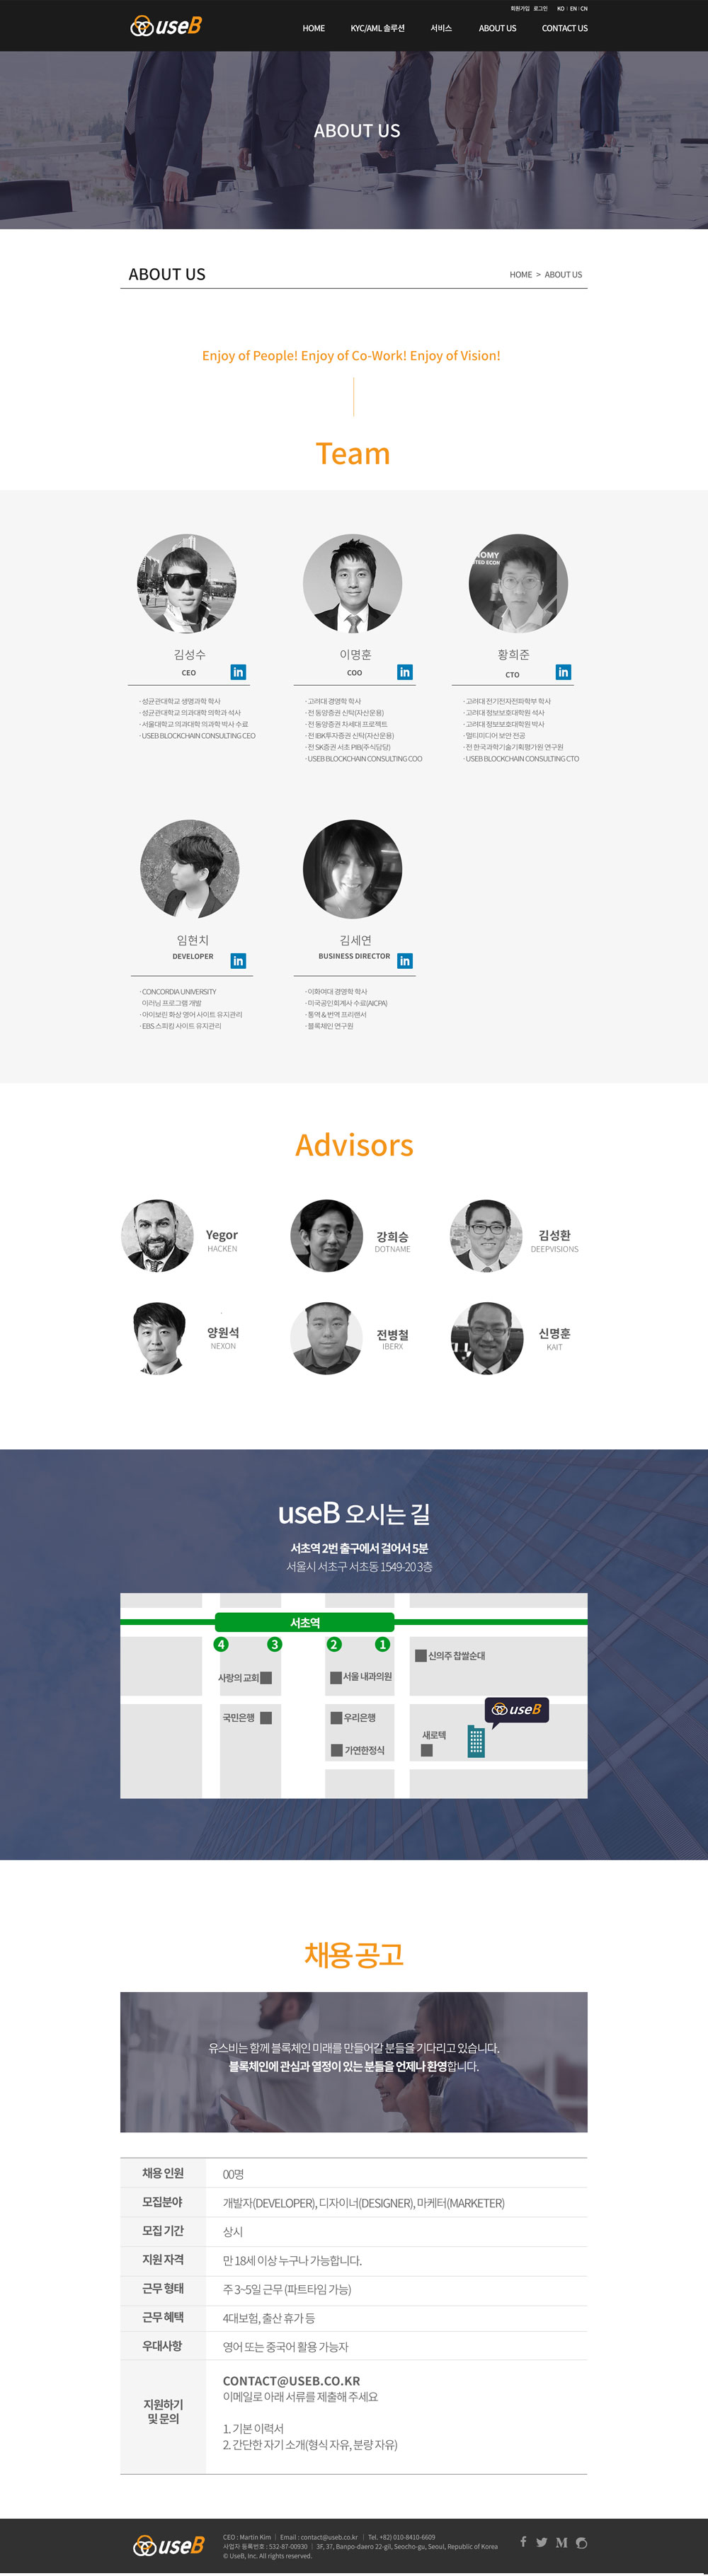 회원가입 로그인 KO | EN | CN
useB
HOME KYC/AML 솔루션 서비스 ABOUT US CONTACT US
ABOUT US
ABOUT US
HOME > ABOUT US
Enjoy of People! Enjoy of Co-Work! Enjoy of Vision!
Team
NOMY
TED ECON
김성수
CEO
in
· 성균관대학교 생명과학 학사
· 성균관대학교 의과대학 의학과 석사
· 서울대학교 의과대학 의과학 박사 수료
· USEB BLOCKCHAIN CONSULTING CEO
이명훈
COO
in
· 고려대 경영학 학사
· 전 동양증권 신탁(자산운용)
· 전 동양증권 차세대 프로젝트
· 전 IBK투자증권 신탁(자산운용)
· 전 SK증권 서초 PIB(주식담당)
· USEB BLOCKCHAIN CONSULTING COO
황희준
CTO
in
· 고려대 전기전자전파학부 학사
· 고려대 정보보호대학원 석사
· 고려대 정보보호대학원 박사
· 멀티미디어 보안 전공
· 전 한국과학기술기획평가원 연구원
· USEB BLOCKCHAIN CONSULTING CTO
임현치
DEVELOPER
in
· CONCORDIA UNIVERSITY
이러닝 프로그램 개발
· 아이보린 화상 영어 사이트 유지관리
· EBS 스피킹 사이트 유지관리
김세연
BUSINESS DIRECTOR
in
· 이화여대 경영학 학사
· 미국공인회계사 수료(AICPA)
· 통역 & 번역 프리랜서
· 블록체인 연구원
Advisors
Yegor
HACKEN
강희승
DOTNAME
김성환
DEEPVISIONS
양원석
NEXON
전병철
IBERX
신명훈
KAIT
useB 오시는 길
서초역 2번 출구에서 걸어서 5분
서울시 서초구 서초동 1549-20 3층
서초역
4 3 2 1
신의주 찹쌀순대
사랑의 교회
서울 내과의원
국민은행
우리은행
useB
새로텍
가연한정식
채용 공고
유스비는 함께 블록체인 미래를 만들어갈 분들을 기다리고 있습니다.
블록체인에 관심과 열정이 있는 분들을 언제나 환영합니다.
채용 인원 00명
모집분야 개발자(DEVELOPER), 디자이너(DESIGNER), 마케터(MARKETER)
모집 기간 상시
지원 자격 만 18세 이상 누구나 가능합니다.
근무 형태 주 3~5일 근무 (파트타임 가능)
근무 혜택 4대보험, 출산 휴가 등
우대사항 영어 또는 중국어 활용 가능자
지원하기
및 문의
CONTACT@USEB.CO.KR
이메일로 아래 서류를 제출해 주세요
1. 기본 이력서
2. 간단한 자기 소개(형식 자유, 분량 자유)
useB
CEO : Martin Kim | Email : contact@useb.co.kr | Tel. +82) 010-8410-6609
사업자 등록번호 : 532-87-00930 | 3F, 37, Banpo-daero 22-gil, Seocho-gu, Seoul, Republic of Korea
© UseB, Inc. All rights reserved.